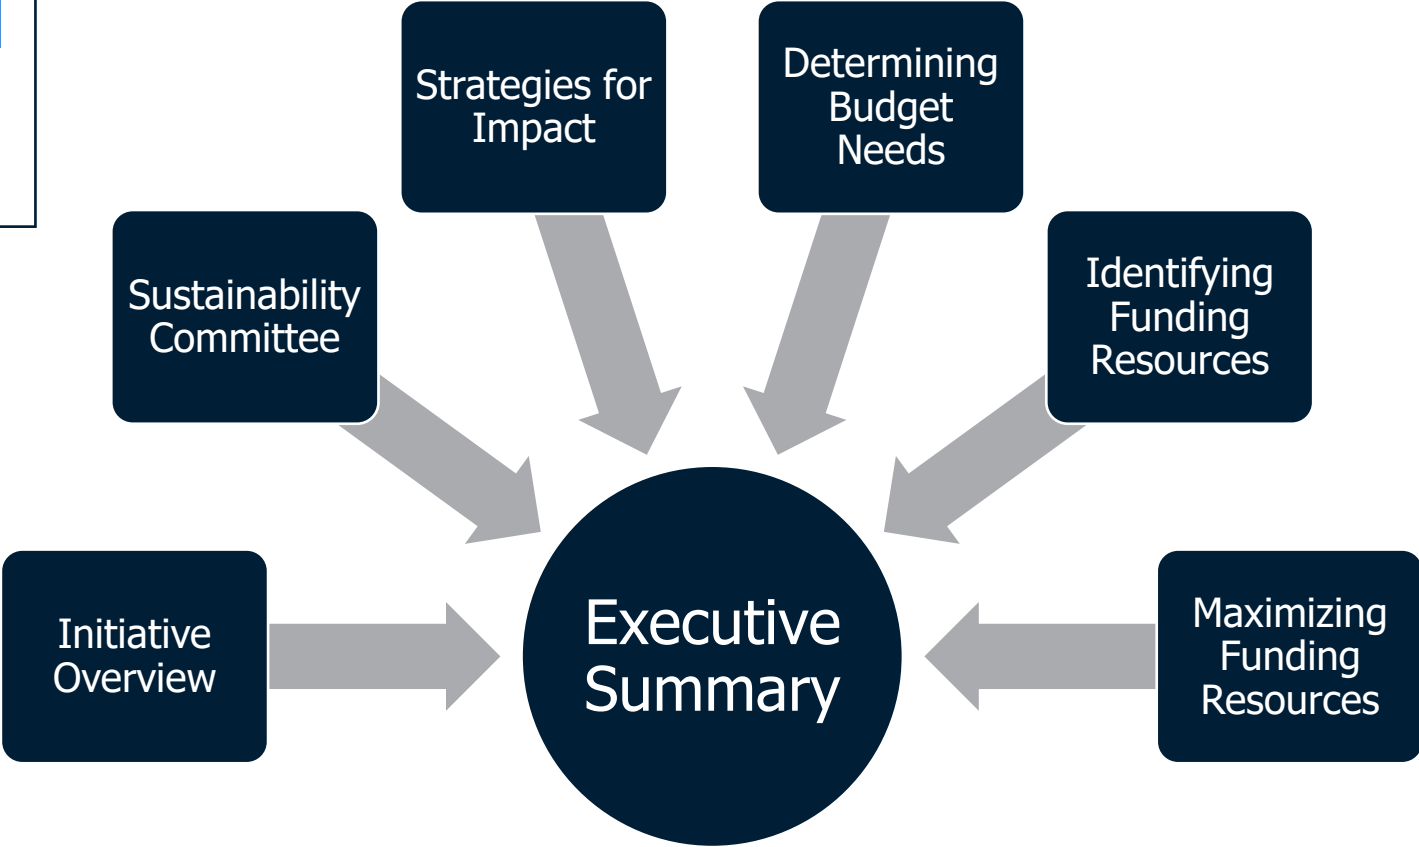 Strategies for
Impact
Determining
Budget
Needs
Sustainability
Committee
Identifying
Funding
Resources
Initiative
Overview
Executive
Summary
Maximizing
Funding
Resources